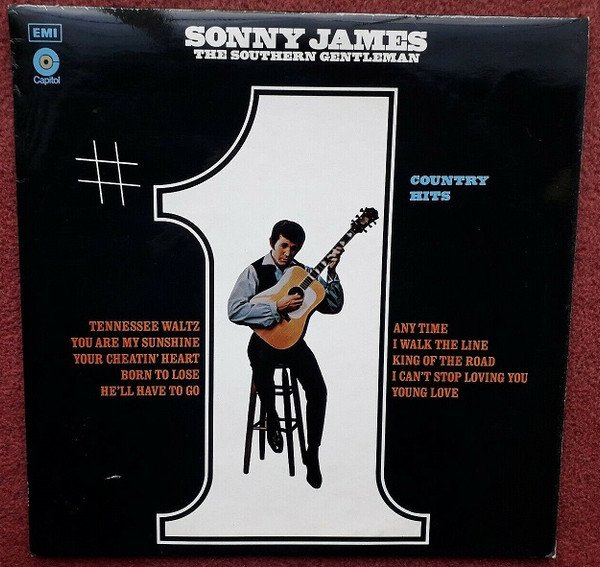 EMI
Capitol
SONNY JAMES
THE SOUTHERN GENTLEMAN
#1
COUNTRY
HITS
TENNESSEE WALTZ
YOU ARE MY SUNSHINE
YOUR CHEATIN' HEART
BORN TO LOSE
HE'LL HAVE TO GO
ANY TIME
I WALK THE LINE
KING OF THE ROAD
I CAN'T STOP LOVING YOU
YOUNG LOVE